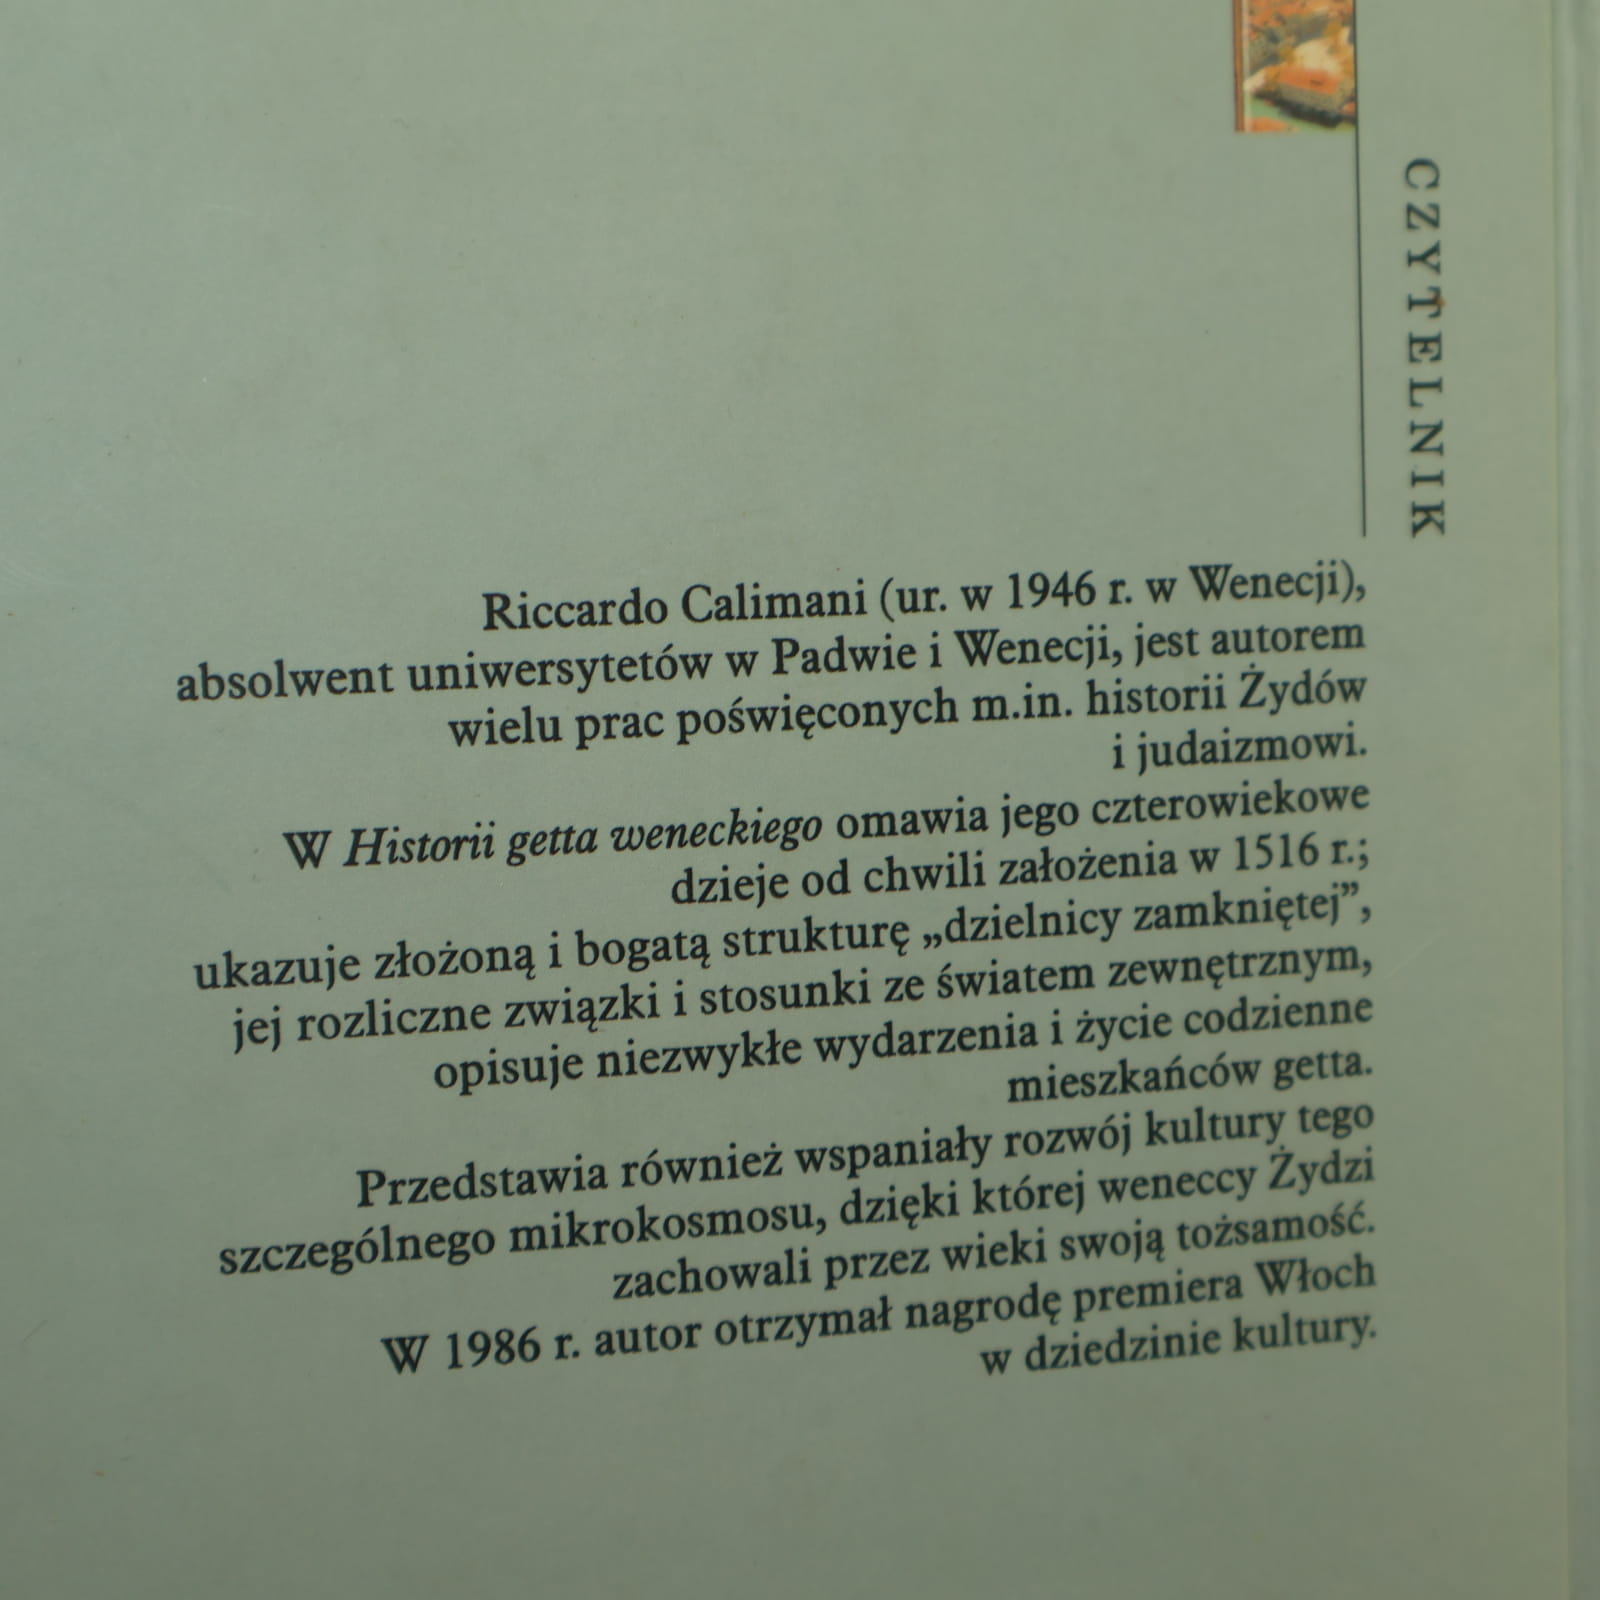 CZYTELNIK
Riccardo Calimani (ur. w 1946 r. w Wenecji),
absolwent uniwersytetów w Padwie i Wenecji, jest autorem
wielu prac poświęconych m.in. historii Żydów
i judaizmowi.
W Historii getta weneckiego omawia jego czterowiekowe
dzieje od chwili założenia w 1516 r.;
ukazuje złożoną i bogatą strukturę „dzielnicy zamkniętej”,
jej rozliczne związki i stosunki ze światem zewnętrznym,
opisuje niezwykłe wydarzenia i życie codzienne
mieszkańców getta.
Przedstawia również wspaniały rozwój kultury tego
szczególnego mikrokosmosu, dzięki której weneccy Żydzi
zachowali przez wieki swoją tożsamość.
W 1986 r. autor otrzymał nagrodę premiera Włoch
w dziedzinie kultury.